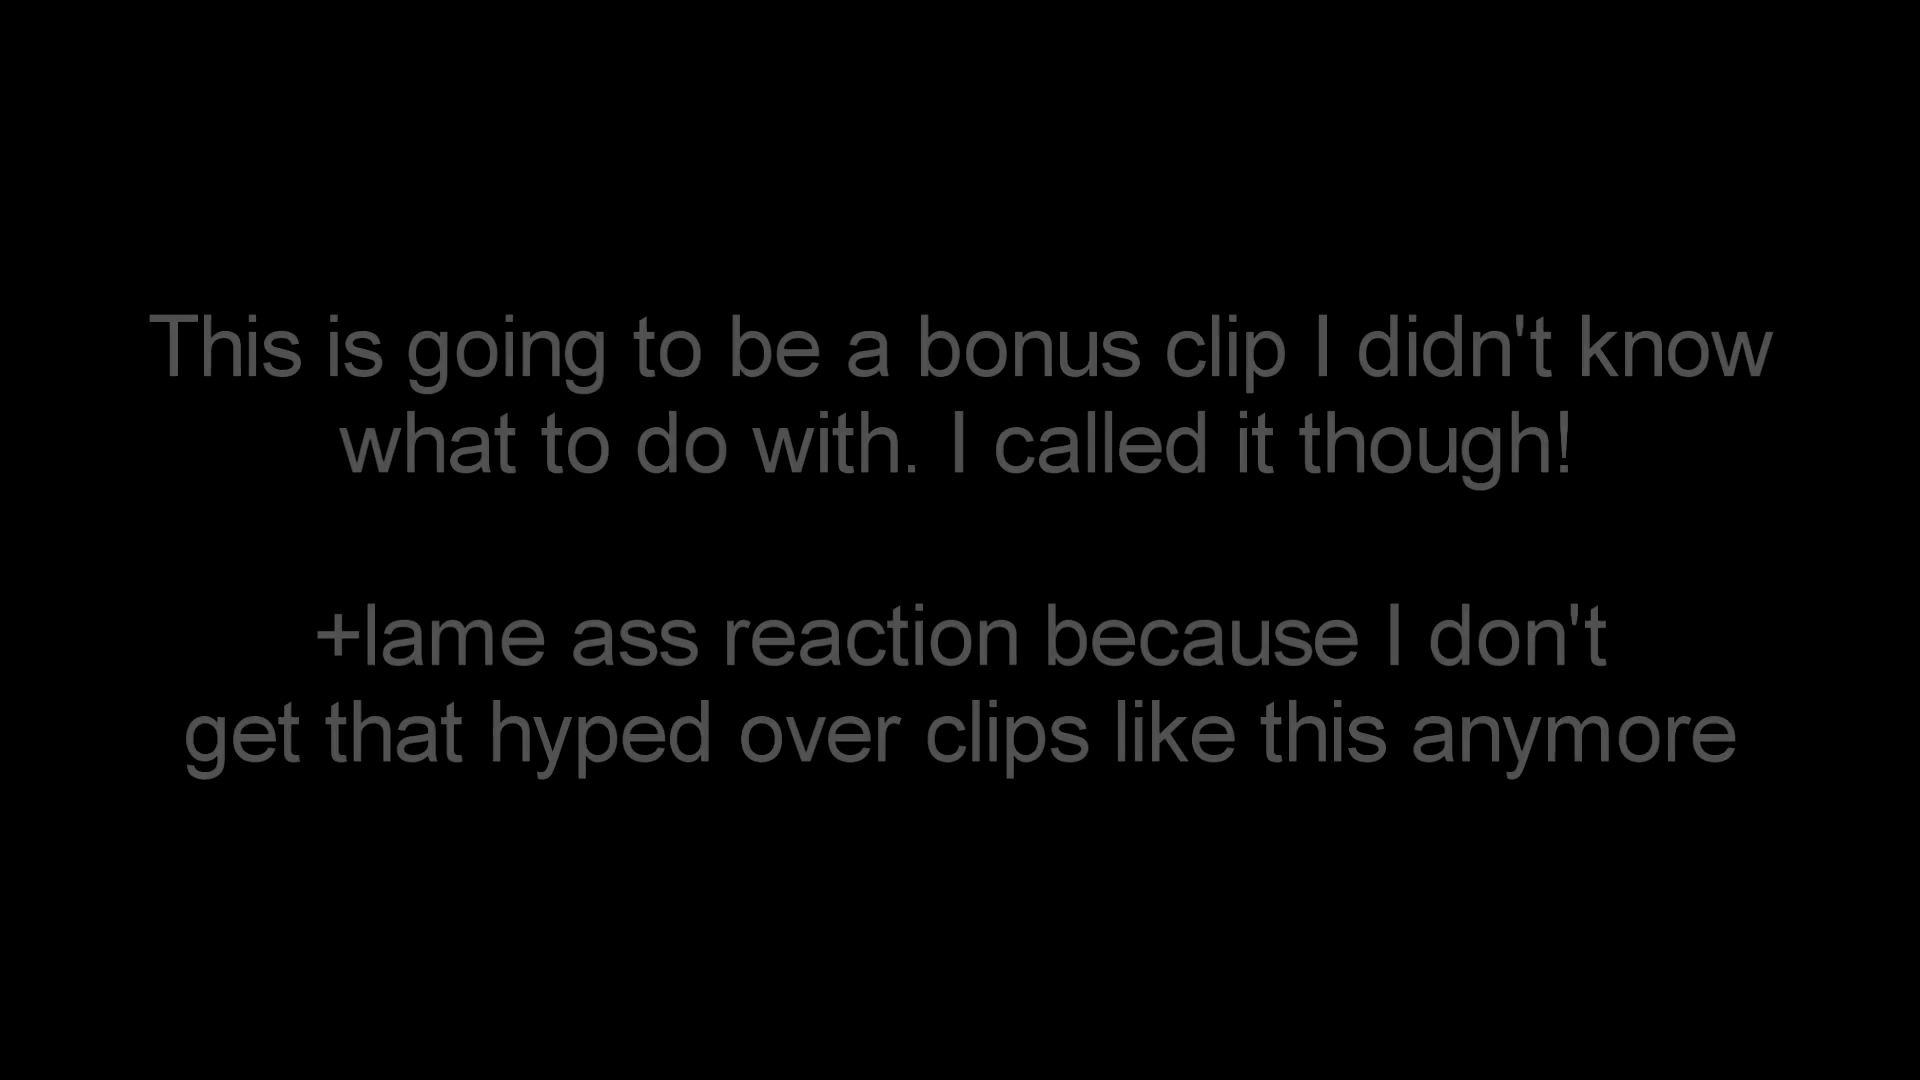 This is going to be a bonus clip I didn't know
what to do with. I called it though!
+lame ass reaction because I don't
get that hyped over clips like this anymore